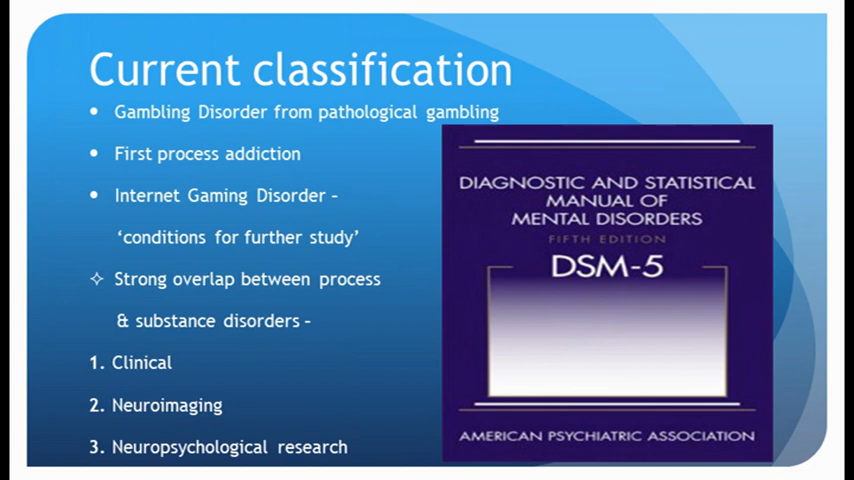 Current classification
• Gambling Disorder from pathological gambling
• First process addiction
• Internet Gaming Disorder –
‘conditions for further study’
✧ Strong overlap between process
& substance disorders –
1. Clinical
2. Neuroimaging
3. Neuropsychological research
DIAGNOSTIC AND STATISTICAL
MANUAL OF
MENTAL DISORDERS
FIFTH EDITION
DSM-5
AMERICAN PSYCHIATRIC ASSOCIATION